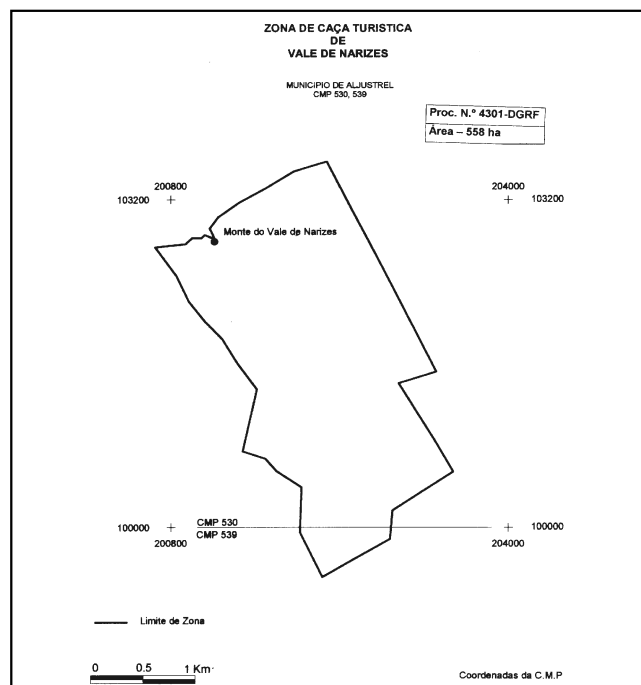 ZONA DE CAÇA TURISTICA
DE
VALE DE NARIZES
MUNICIPIO DE ALJUSTREL
CMP 530, 539
Proc. N.º 4301-DGRF
Área – 558 ha
200800
204000
103200
103200
Monte do Vale de Narizes
CMP 530
100000
100000
CMP 539
200800
204000
Limite de Zona
0 0.5 1 Km
Coordenadas da C.M.P